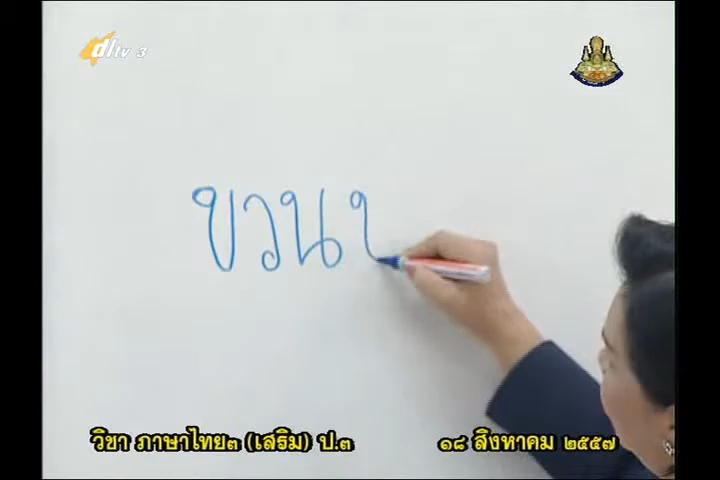 dltv 3
ขวน
วิชา ภาษาไทย๓ (เสริม) ป.๓
๑๘ สิงหาคม ๒๕๕๗